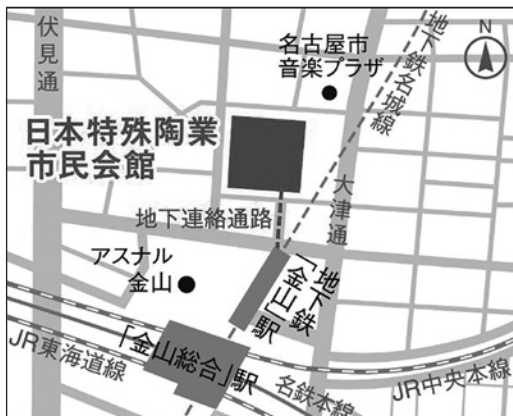 伏見通
名古屋市
音楽プラザ
N
地下鉄名城線
日本特殊陶業
市民会館
大津通
地下連絡通路
アスナル
金山
地下鉄
「金山」駅
「金山総合」駅
JR東海道線
名鉄本線
JR中央本線